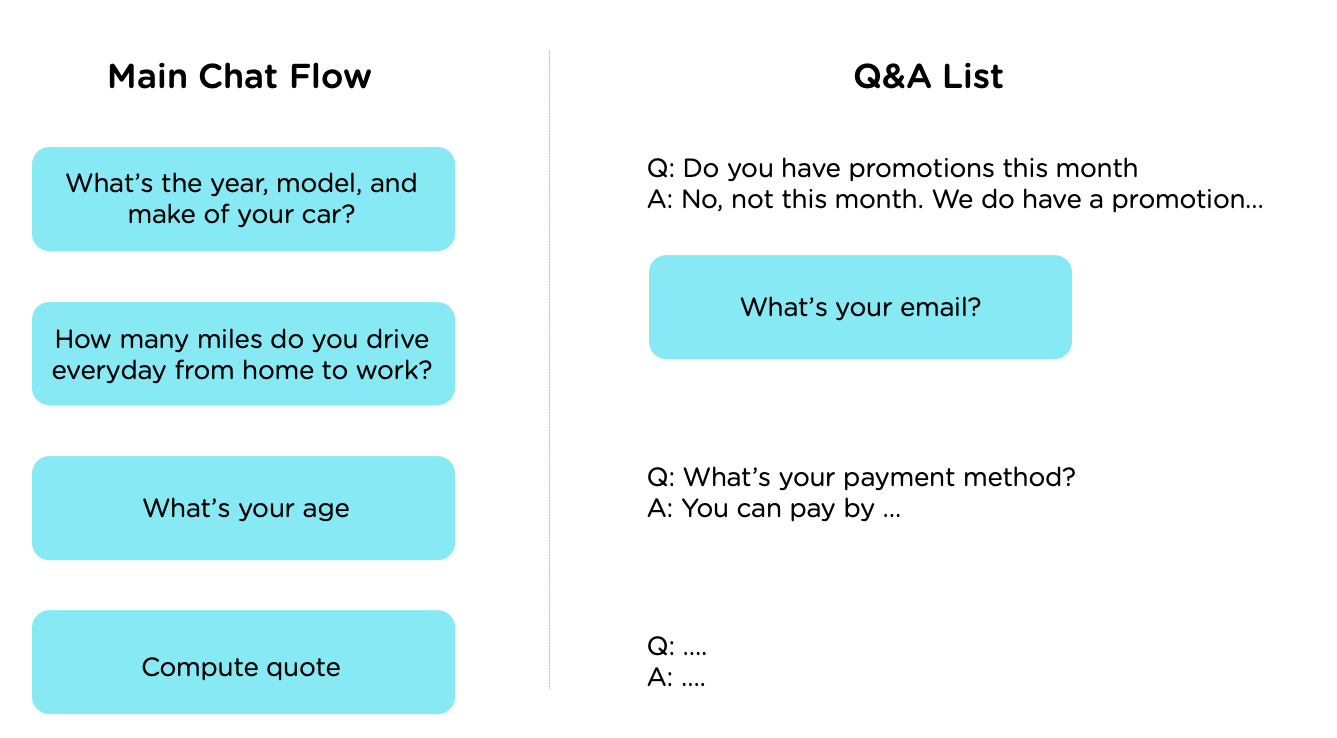 Main Chat Flow
What’s the year, model, and
make of your car?
How many miles do you drive
everyday from home to work?
What’s your age
Compute quote
Q&A List
Q: Do you have promotions this month
A: No, not this month. We do have a promotion...
What’s your email?
Q: What’s your payment method?
A: You can pay by ...
Q: ....
A: ....